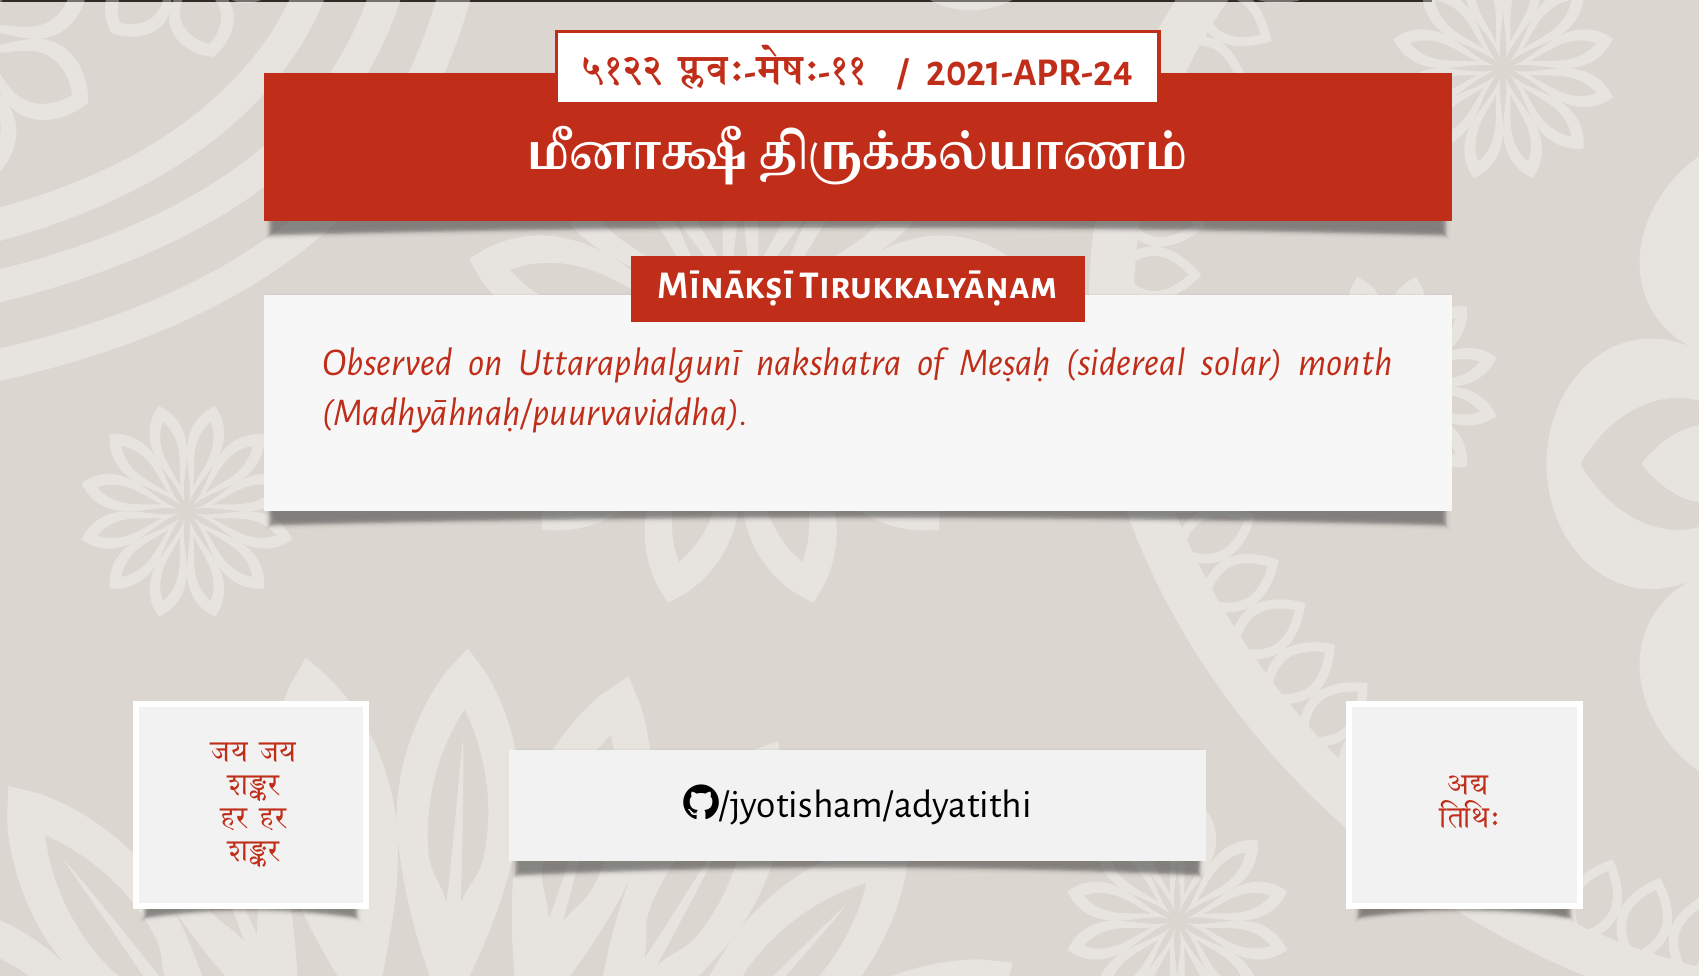 ५१२२ प्लवः-मेषः-११ / 2021-APR-24
மீனாக்ஷீ திருக்கல்யாணம்
Mīnākṣī Tirukkalyāṇam
Observed on Uttaraphalgunī nakshatra of Meṣaḥ (sidereal solar) month
(Madhyāhnaḥ/puurvaviddha).
जय जय
शङ्कर
हर हर
शङ्कर
/jyotisham/adyatithi
अद्य
तिथिः